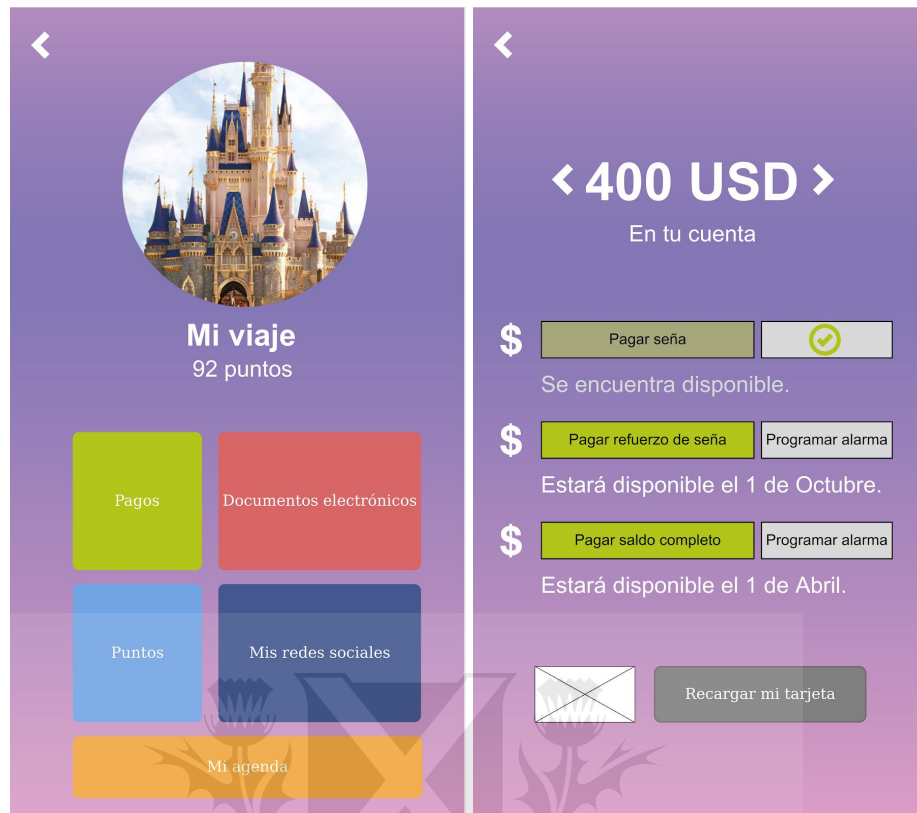 Mi viaje
92 puntos
Pagos
Documentos electrónicos
Puntos
Mis redes sociales
Mi agenda
400 USD
En tu cuenta
$ Pagar seña
Se encuentra disponible.
$ Pagar refuerzo de seña Programar alarma
Estará disponible el 1 de Octubre.
$ Pagar saldo completo Programar alarma
Estará disponible el 1 de Abril.
Recargar mi tarjeta